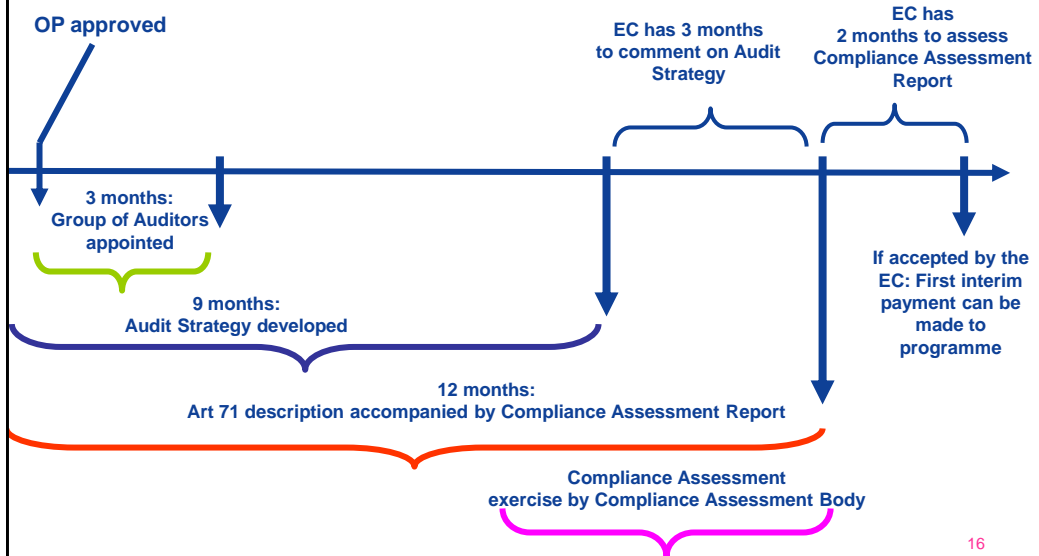 OP approved
EC has 3 months
to comment on Audit
Strategy
EC has
2 months to assess
Compliance Assessment
Report
3 months:
Group of Auditors
appointed
9 months:
Audit Strategy developed
If accepted by the
EC: First interim
payment can be
made to
programme
12 months:
Art 71 description accompanied by Compliance Assessment Report
Compliance Assessment
exercise by Compliance Assessment Body
16